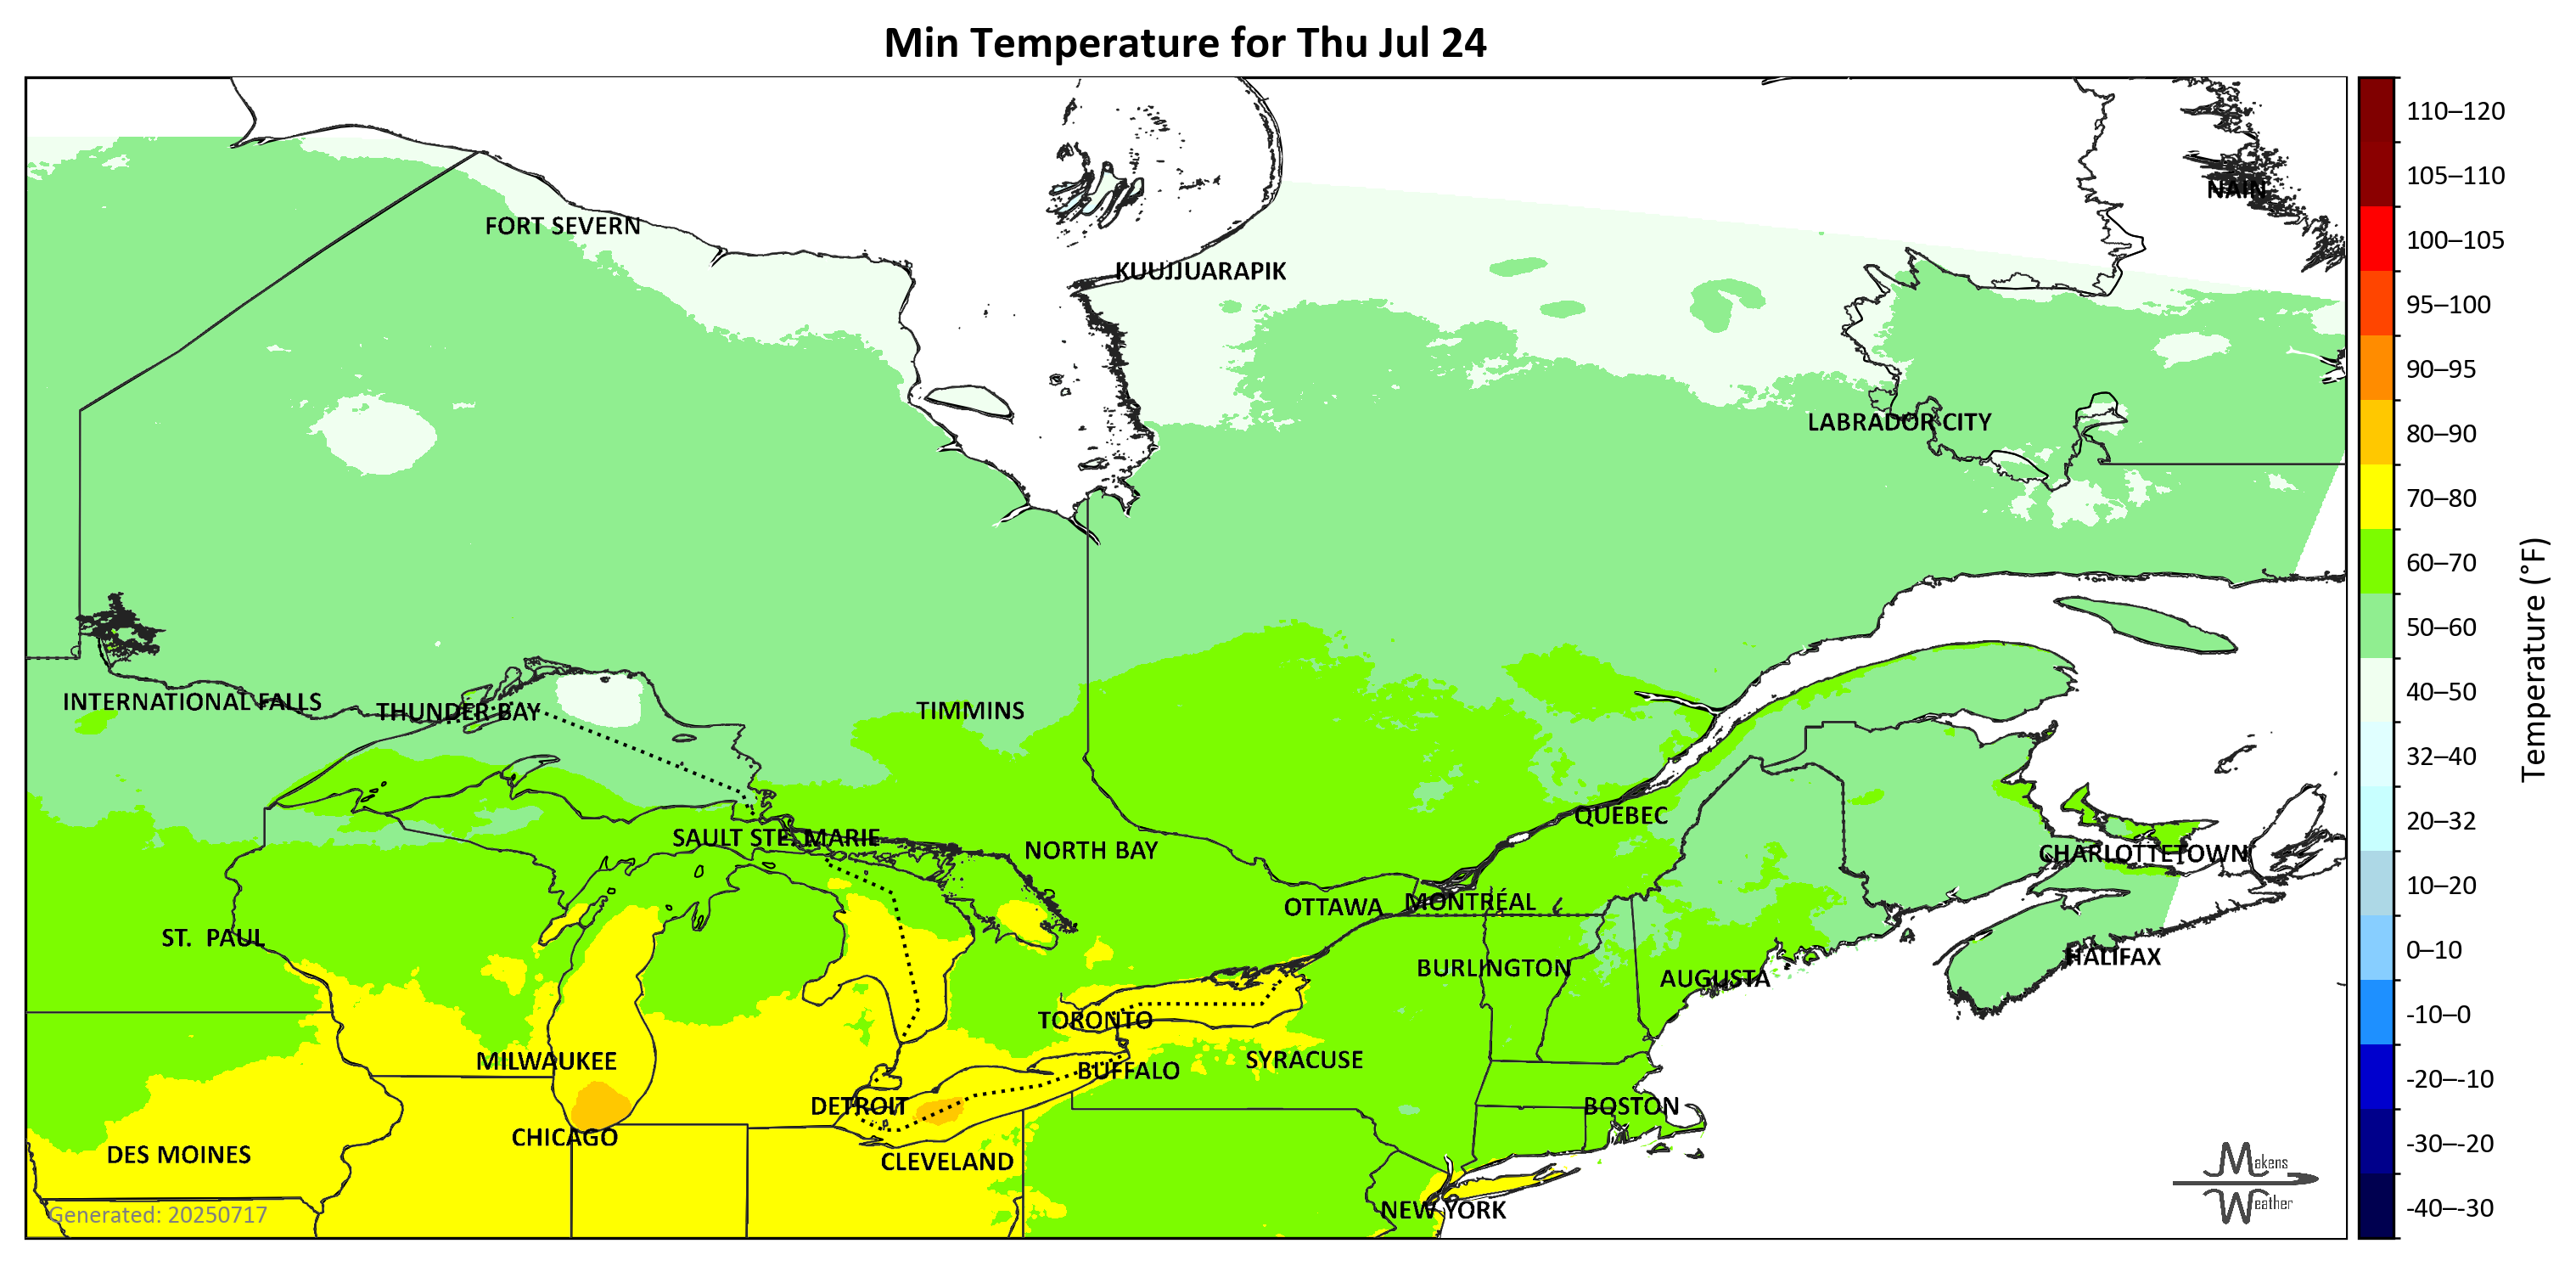 Min Temperature for Thu Jul 24
110–120
105–110
NAIN
FORT SEVERN
100–105
KUUJJUARAPIK
95–100
90–95
LABRADOR CITY
80–90
70–80
60–70
50–60
Temperature (°F)
40–50
INTERNATIONAL FALLS
THUNDER BAY
TIMMINS
32–40
QUÉBEC
20–32
SAULT STE. MARIE
NORTH BAY
CHARLOTTETOWN
10–20
OTTAWA
MONTRÉAL
ST.  PAUL
0–10
HALIFAX
BURLINGTON
AUGUSTA
-10–0
TORONTO
MILWAUKEE
SYRACUSE
BUFFALO
-20–-10
DETROIT
BOSTON
CHICAGO
-30–-20
DES MOINES
CLEVELAND
Makens
Weather
NEW YORK
-40–-30
Generated: 20250717